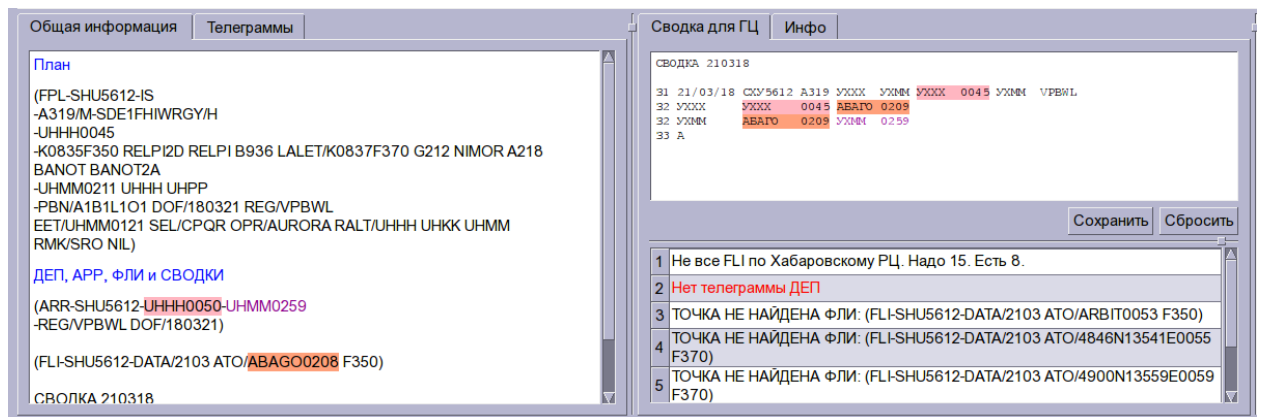 Общая информация
Телеграммы
План
(FPL-SHU5612-IS
-A319/M-SDE1FHIWRGY/H
-UHHH0045
-K0835F350 RELPI2D RELPI B936 LALET/K0837F370 G212 NIMOR A218
BANOT BANOT2A
-UHMM0211 UHHH UHPP
-PBN/A1B1L1O1 DOF/180321 REG/VPBWL
EET/UHMM0121 SEL/CPQR OPR/AURORA RALT/UHHH UHKK UHMM
RMK/SRO NIL)
ДЕП, АРР, ФЛИ и СВОДКИ
(ARR-SHU5612-UHHH0050-UHMM0259
-REG/VPBWL DOF/180321)
(FLI-SHU5612-DATA/2103 ATO/ABAGO0208 F350)
СВОДКА 210318
Сводка для ГЦ
Инфо
СВОДКА 210318
31 21/03/18 СХУ5612 А319 УХХХ УХММ УХХХ 0045 УХММ VPBWL
32 УХХХ УХХХ 0045 АБАГО 0209
32 УХММ АБАГО 0209 УХММ 0259
33 А
Сохранить
Сбросить
1 Не все FLI по Хабаровскому РЦ. Надо 15. Есть 8.
2 Нет телеграммы ДЕП
3 ТОЧКА НЕ НАЙДЕНА ФЛИ: (FLI-SHU5612-DATA/2103 ATO/ARBIT0053 F350)
4 ТОЧКА НЕ НАЙДЕНА ФЛИ: (FLI-SHU5612-DATA/2103 ATO/4846N13541E0055
F370)
5 ТОЧКА НЕ НАЙДЕНА ФЛИ: (FLI-SHU5612-DATA/2103 ATO/4900N13559E0059
F370)